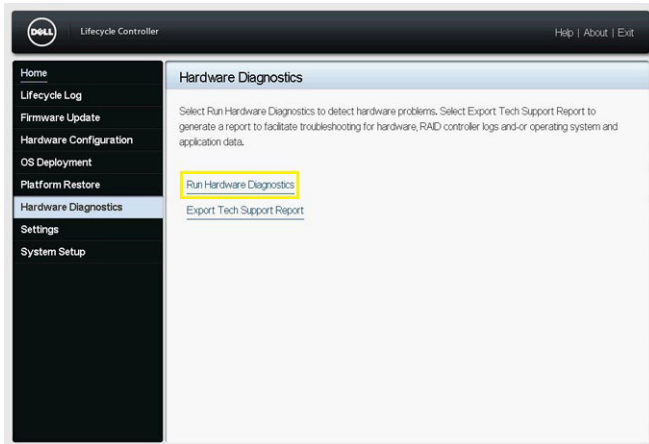 DELL
Lifecycle Controller
Help | About | Exit
Home
Lifecycle Log
Firmware Update
Hardware Configuration
OS Deployment
Platform Restore
Hardware Diagnostics
Settings
System Setup
Hardware Diagnostics
Select Run Hardware Diagnostics to detect hardware problems. Select Export Tech Support Report to
generate a report to facilitate troubleshooting for hardware, RAID controller logs and-or operating system and
application data.
Run Hardware Diagnostics
Export Tech Support Report